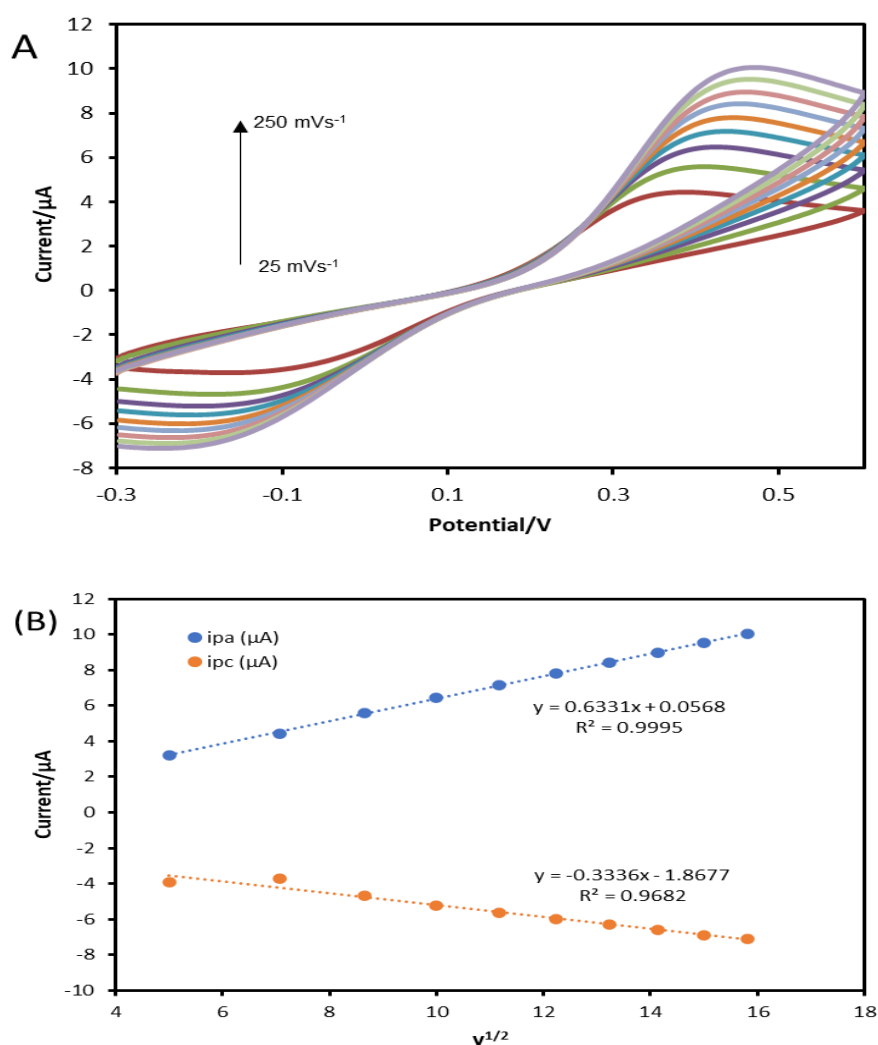 A
12
10
8
6
4
2
0
-2
-4
-6
-8
Current/µA
250 mVs⁻¹
25 mVs⁻¹
-0.3
-0.1
0.1
0.3
0.5
Potential/V
(B)
12
10
8
6
4
2
0
-2
-4
-6
-8
-10
Current/µA
ipa (µA)
ipc (µA)
y = 0.6331x + 0.0568
R² = 0.9995
y = -0.3336x - 1.8677
R² = 0.9682
4
6
8
10
12
14
16
18
v¹ᐟ²